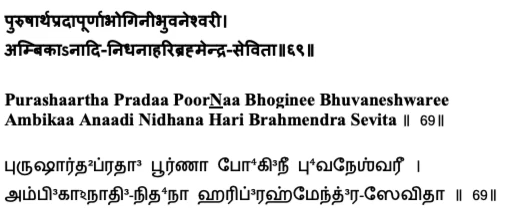 पुरुषार्थप्रदापूर्णाभोगिनीभुवनेश्वरी।
अम्बिकाऽनादि-निधनाहरिब्रह्मेन्द्र-सेविता॥६९॥
Purashaartha Pradaa PoorNaa Bhoginee Bhuvaneshwaree
Ambikaa Anaadi Nidhana Hari Brahmendra Sevita ॥ 69॥
புருஷார்த²ப்ரதா³ பூர்ணா போ⁴கி³நீ பு⁴வநேஶ்வரீ ।
அம்பி³காঽநாதி³-நித⁴நா ஹரிப்³ரஹ்மேந்த்³ர-ஸேவிதா ॥ 69॥